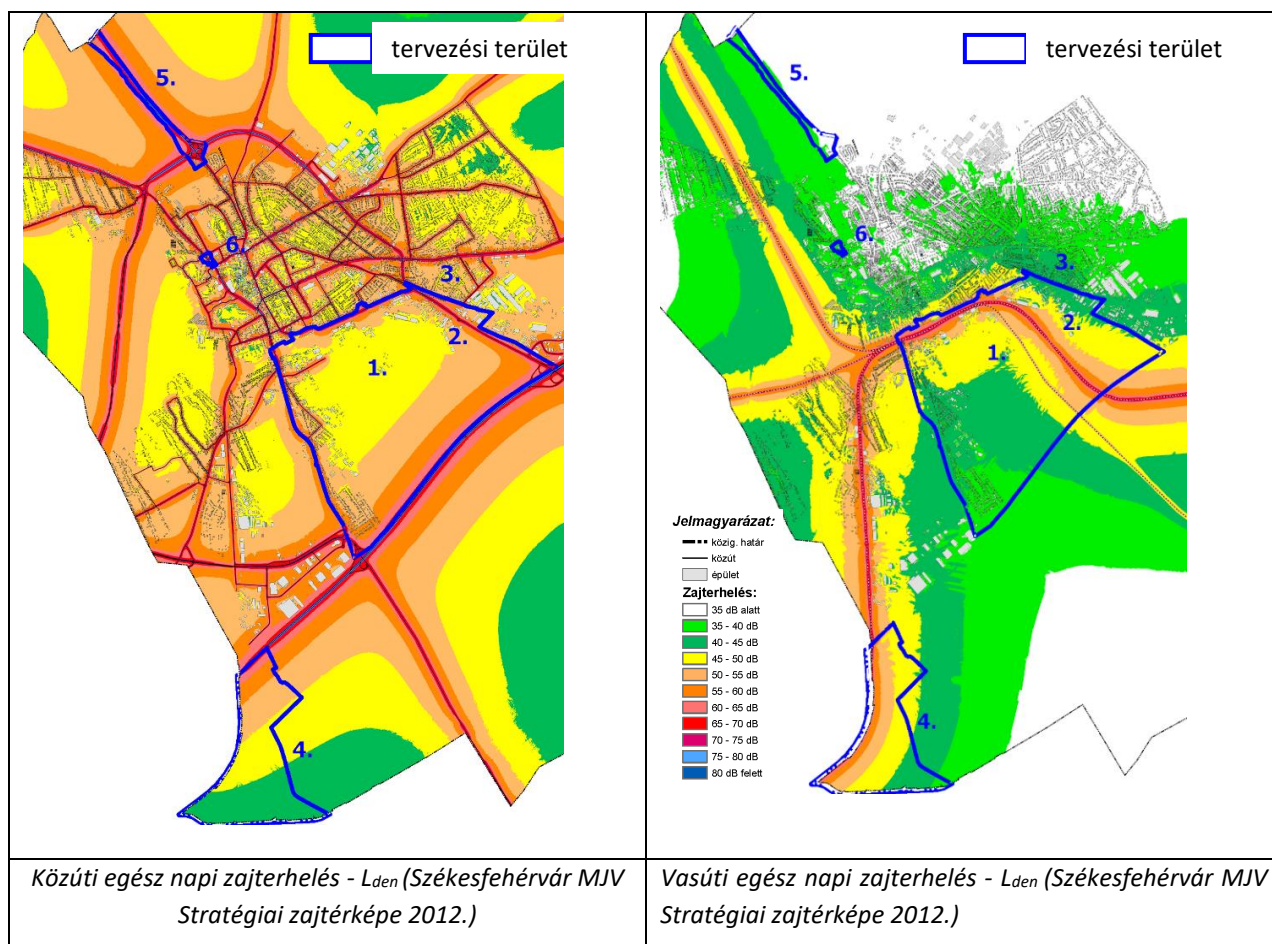 tervezési terület
5.
6.
3.
2.
1.
4.
tervezési terület
5.
6.
3.
2.
1.
4.
Jelmagyarázat:
közig. határ
közút
épület
Zajterhelés:
35 dB alatt
35 - 40 dB
40 - 45 dB
45 - 50 dB
50 - 55 dB
55 - 60 dB
60 - 65 dB
65 - 70 dB
70 - 75 dB
75 - 80 dB
80 dB felett
Közúti egész napi zajterhelés - Lden (Székesfehérvár MJV
Stratégiai zajtérképe 2012.)
Vasúti egész napi zajterhelés - Lden (Székesfehérvár MJV
Stratégiai zajtérképe 2012.)